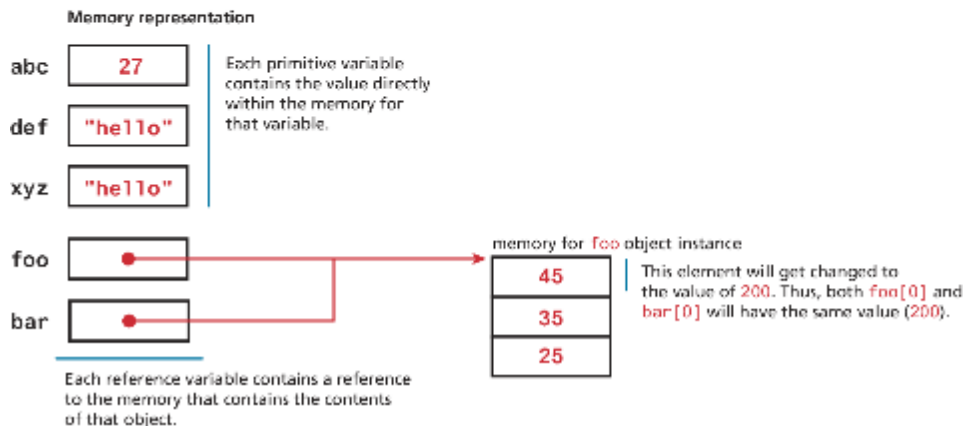 Memory representation
abc
27
Each primitive variable
contains the value directly
within the memory for
that variable.
def
"hello"
xyz
"hello"
foo
bar
memory for foo object instance
45
35
25
This element will get changed to
the value of 200. Thus, both foo[0] and
bar[0] will have the same value (200).
Each reference variable contains a reference
to the memory that contains the contents
of that object.